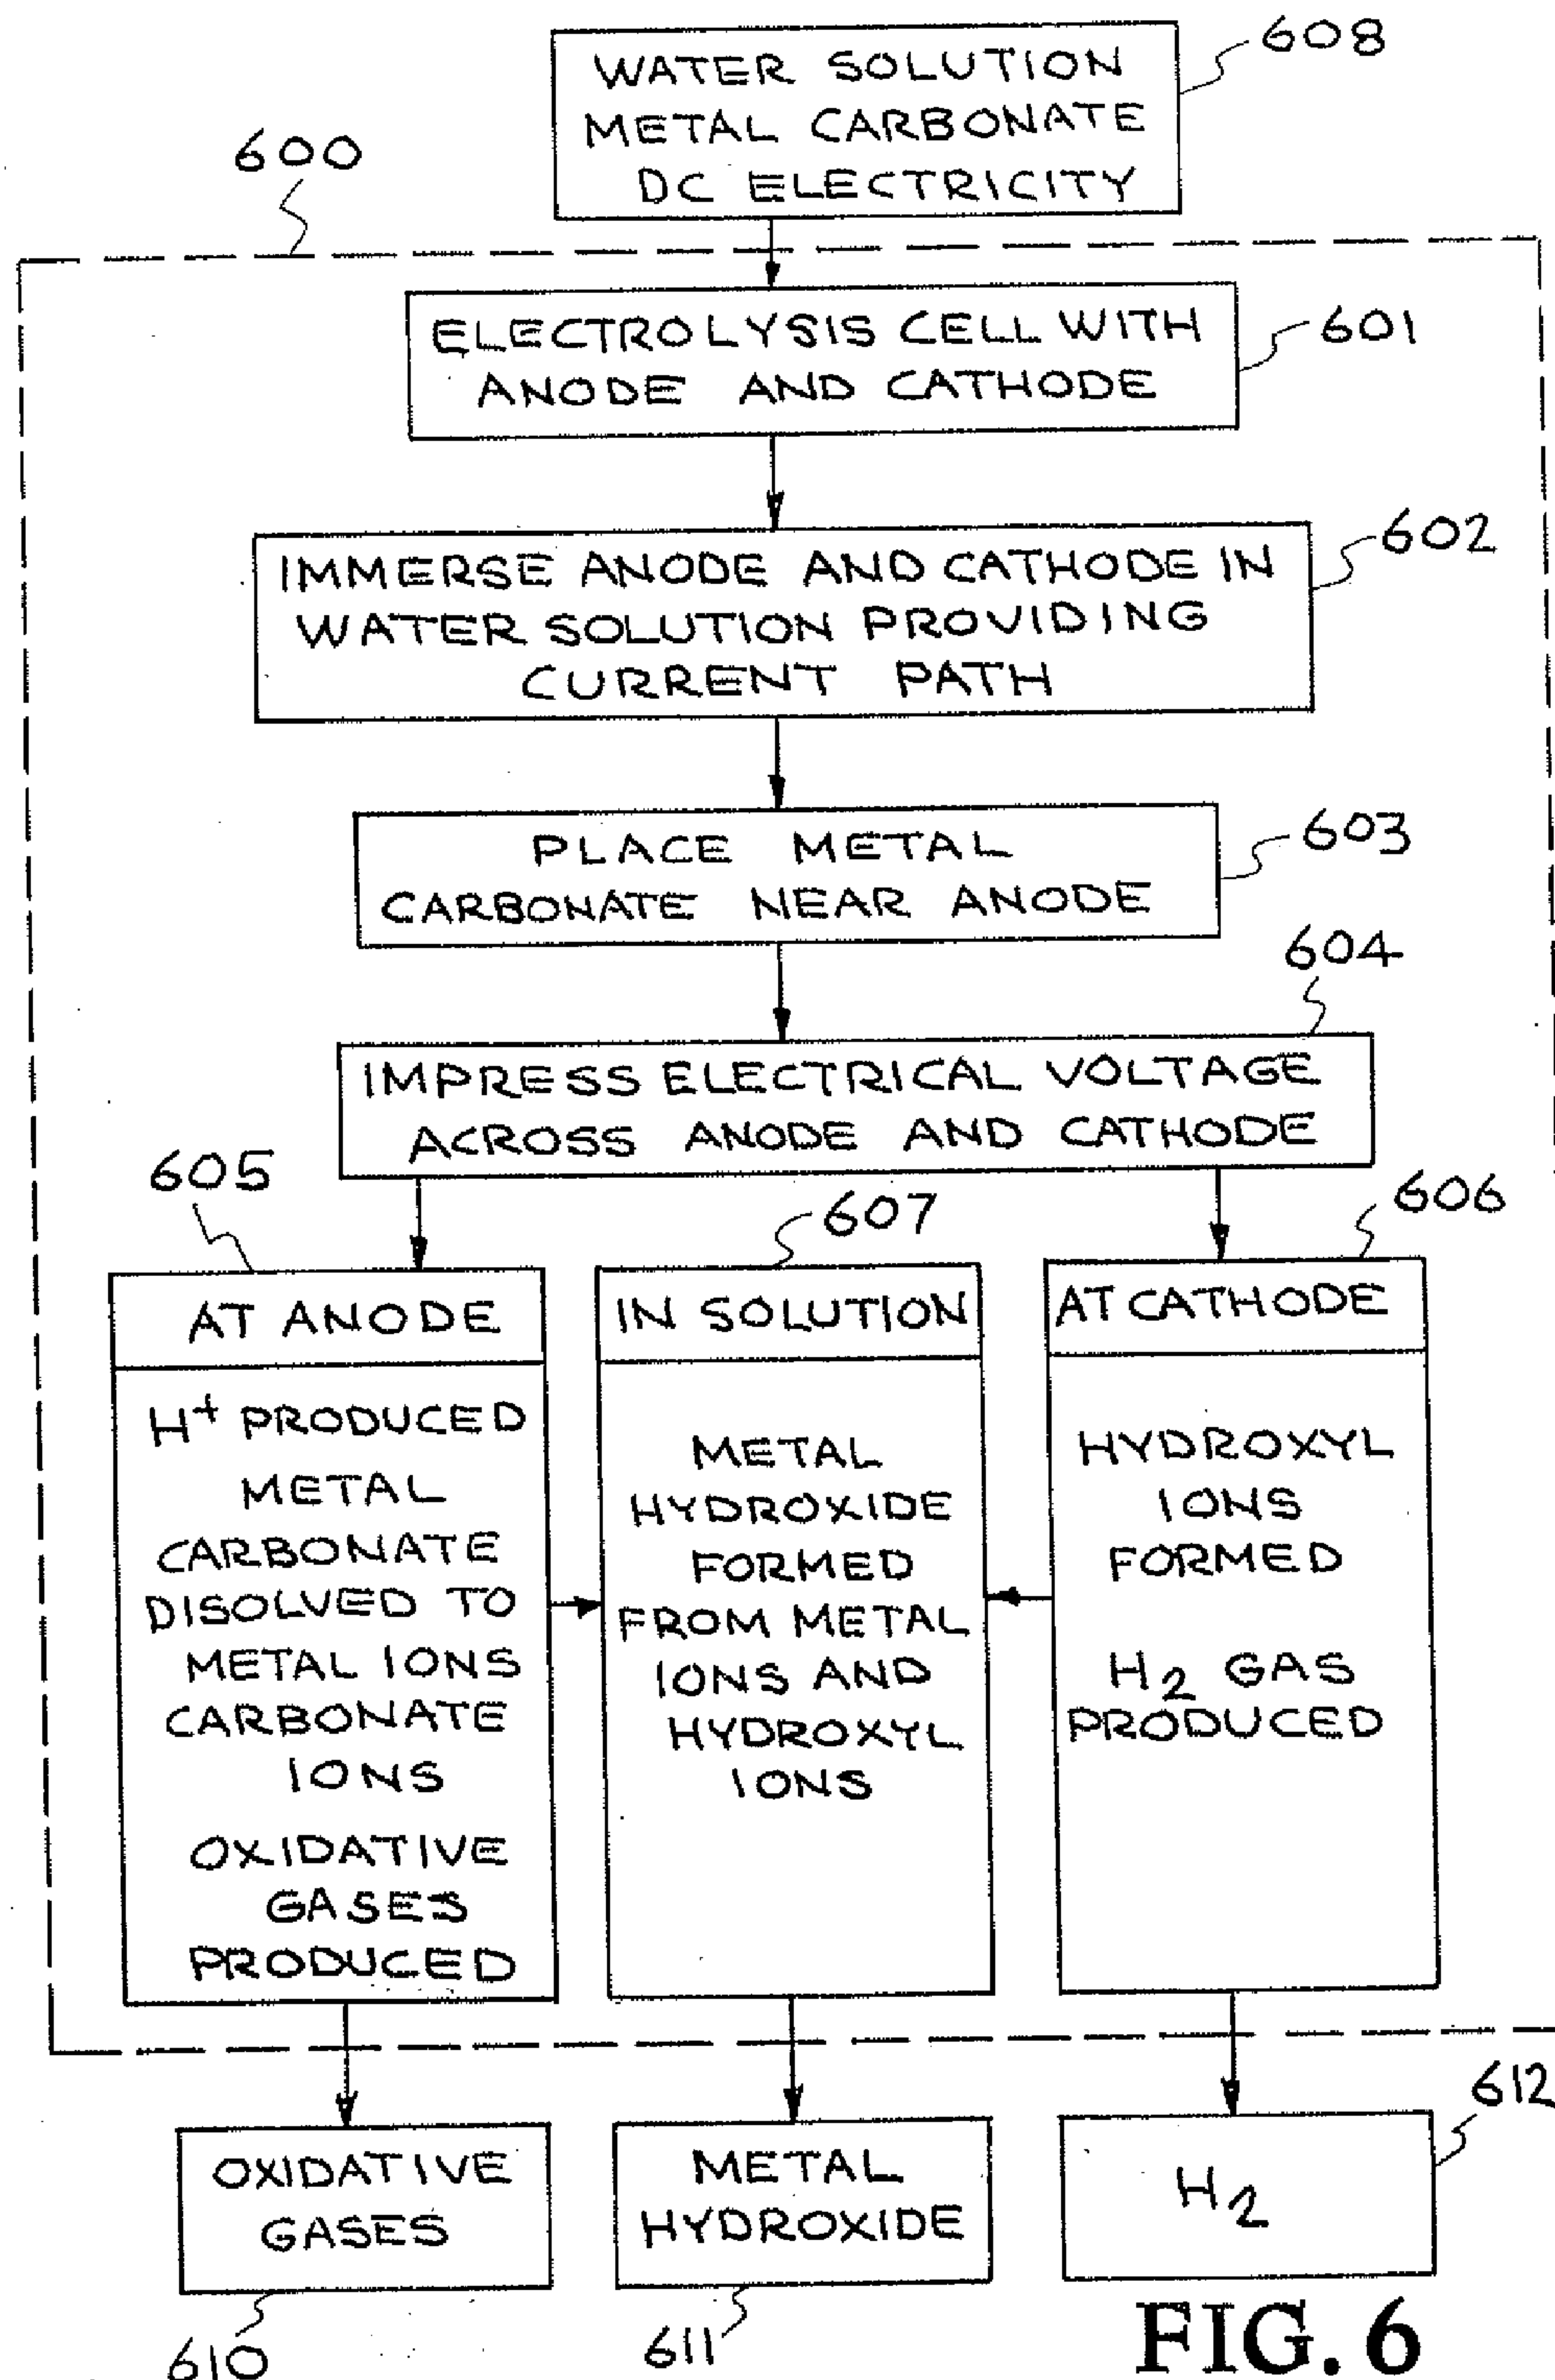 WATER SOLUTION
METAL CARBONATE
DC ELECTRICITY
608
600
ELECTROLYSIS CELL WITH
ANODE AND CATHODE
601
IMMERSE ANODE AND CATHODE IN
WATER SOLUTION PROVIDING
CURRENT PATH
602
PLACE METAL
CARBONATE NEAR ANODE
603
604
IMPRESS ELECTRICAL VOLTAGE
ACROSS ANODE AND CATHODE
605
607
606
AT ANODE
H+ PRODUCED
METAL
CARBONATE
DISOLVED TO
METAL IONS
CARBONATE
IONS
OXIDATIVE
GASES
PRODUCED
IN SOLUTION
METAL
HYDROXIDE
FORMED
FROM METAL
IONS AND
HYDROXYL
IONS
AT CATHODE
HYDROXYL
IONS
FORMED
H2 GAS
PRODUCED
OXIDATIVE
GASES
610
METAL
HYDROXIDE
611
H2
612
FIG. 6